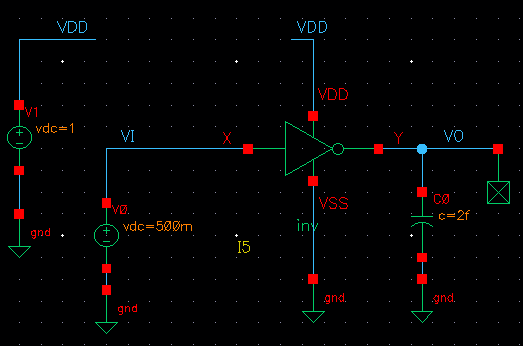 VDD
VDD
V1
vdc=1
VDD
VI
X
Y
VO
gnd
V0
vdc=500m
I5
VSS
inv
C0
c=2f
gnd
gnd
gnd